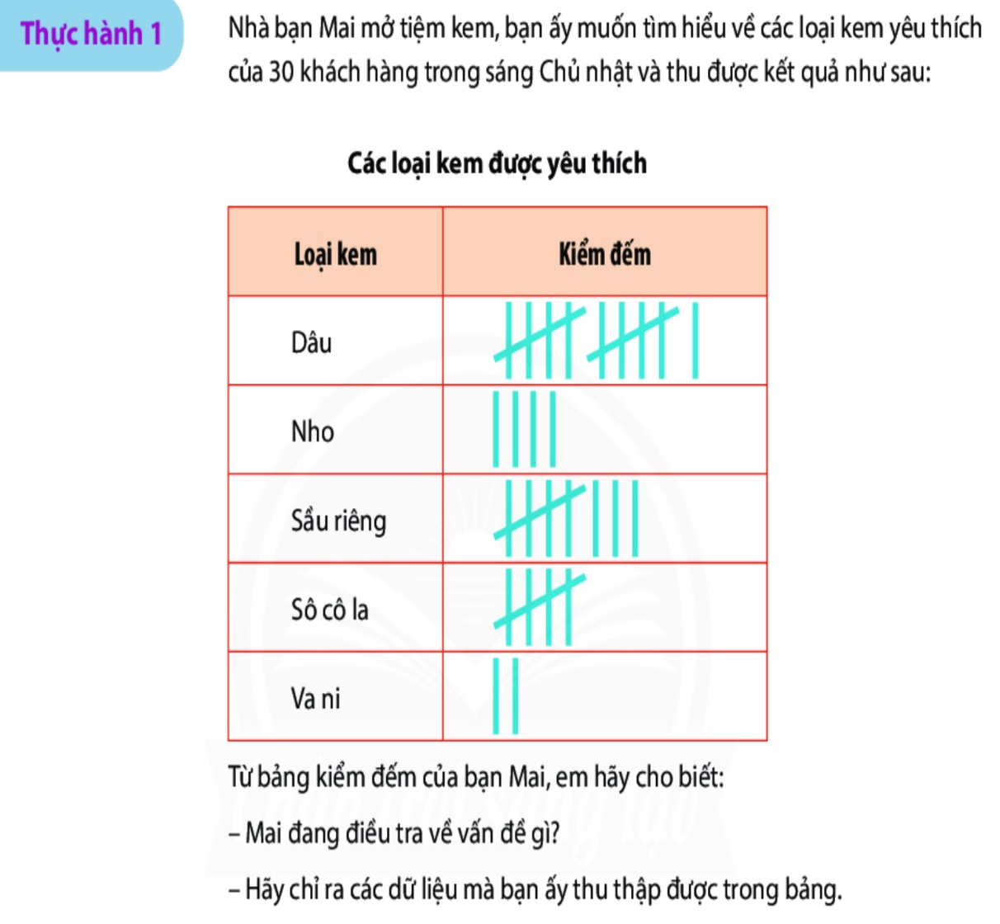 Thực hành 1
Nhà bạn Mai mở tiệm kem, bạn ấy muốn tìm hiểu về các loại kem yêu thích
của 30 khách hàng trong sáng Chủ nhật và thu được kết quả như sau:
Các loại kem được yêu thích
Loại kem Kiểm đếm
Dâu
Nho
Sầu riêng
Sô cô la
Va ni
Từ bảng kiểm đếm của bạn Mai, em hãy cho biết:
– Mai đang điều tra về vấn đề gì?
– Hãy chỉ ra các dữ liệu mà bạn ấy thu thập được trong bảng.